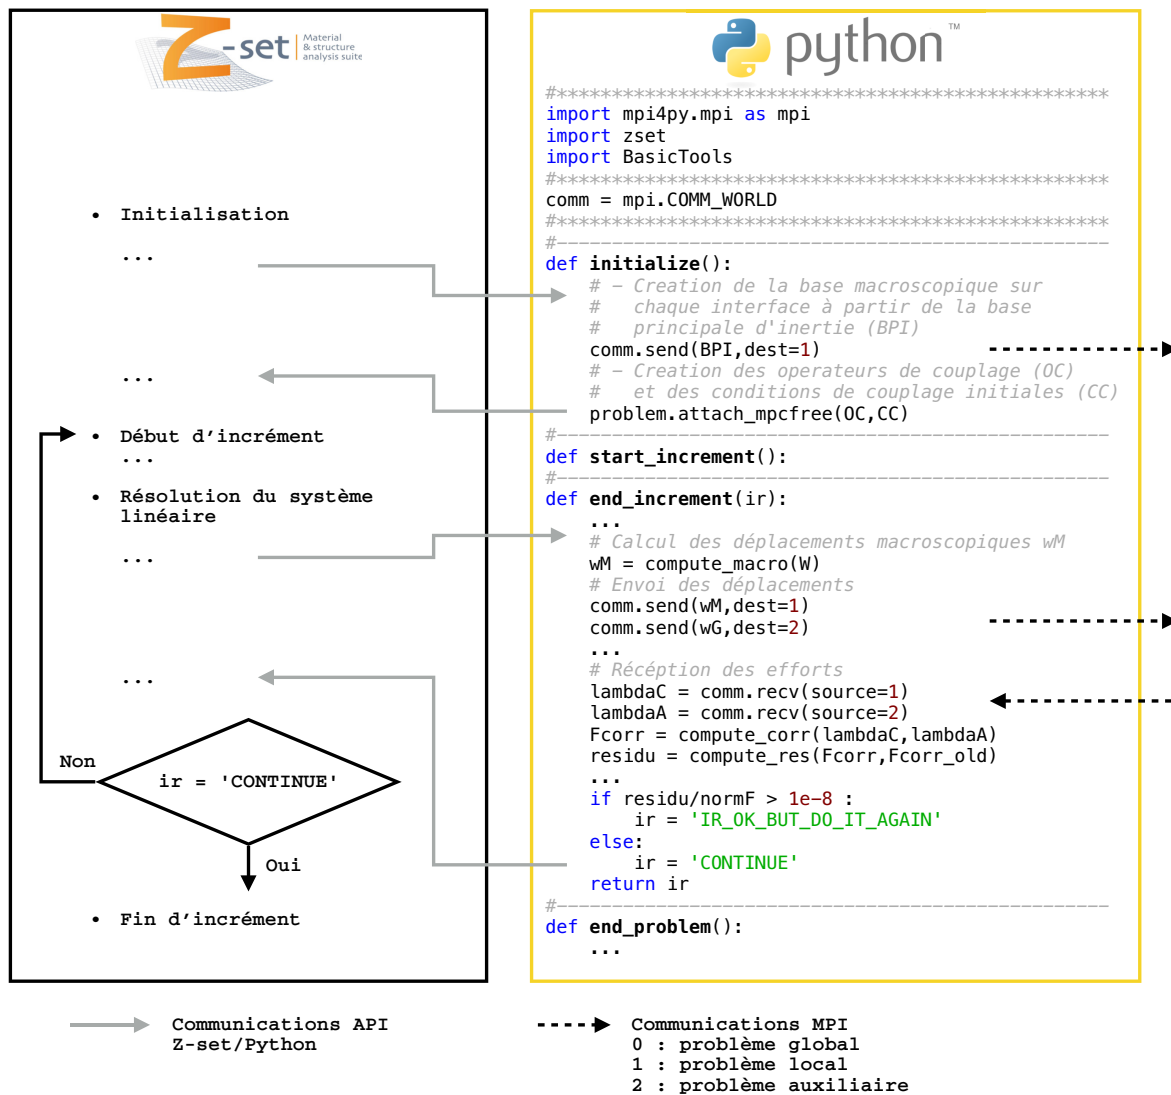 Z-set Material
& structure
analysis suite
• Initialisation
...
...
• Début d'incrément
...
• Résolution du système
linéaire
...
...
Non
ir = 'CONTINUE'
Oui
• Fin d'incrément
python™
#**************************************************
import mpi4py.mpi as mpi
import zset
import BasicTools
#**************************************************
comm = mpi.COMM_WORLD
#**************************************************
#--------------------------------------------------
def initialize():
# – Creation de la base macroscopique sur
#   chaque interface à partir de la base
#   principale d'inertie (BPI)
comm.send(BPI,dest=1)
# – Creation des operateurs de couplage (OC)
#   et des conditions de couplage initiales (CC)
problem.attach_mpcfree(OC,CC)
#--------------------------------------------------
def start_increment():
#--------------------------------------------------
def end_increment(ir):
...
# Calcul des déplacements macroscopiques wM
wM = compute_macro(W)
# Envoi des déplacements
comm.send(wM,dest=1)
comm.send(wG,dest=2)
...
# Récéption des efforts
lambdaC = comm.recv(source=1)
lambdaA = comm.recv(source=2)
Fcorr = compute_corr(lambdaC,lambdaA)
residu = compute_res(Fcorr,Fcorr_old)
...
if residu/normF > 1e–8 :
ir = 'IR_OK_BUT_DO_IT_AGAIN'
else:
ir = 'CONTINUE'
return ir
#--------------------------------------------------
def end_problem():
...
Communications API
Z-set/Python
Communications MPI
0 : problème global
1 : problème local
2 : problème auxiliaire